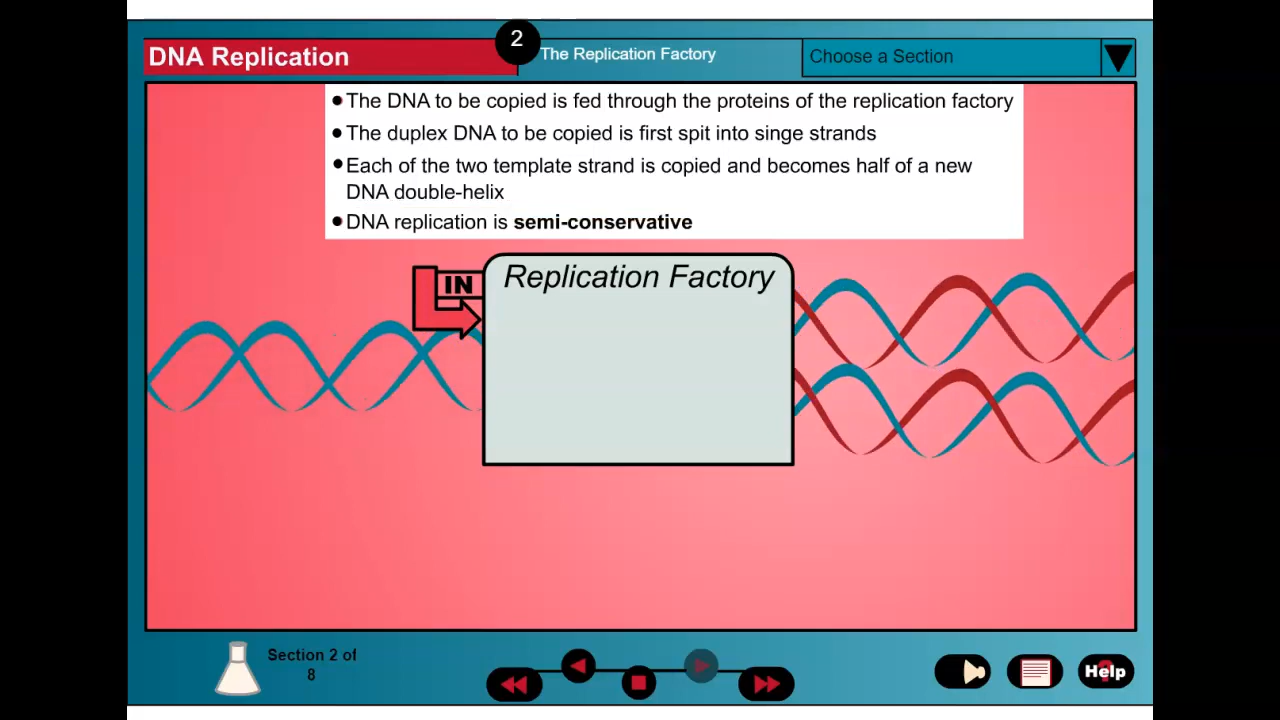 DNA Replication
2
The Replication Factory
Choose a Section
•The DNA to be copied is fed through the proteins of the replication factory
•The duplex DNA to be copied is first spit into singe strands
•Each of the two template strand is copied and becomes half of a new
DNA double-helix
•DNA replication is semi-conservative
IN
Replication Factory
Section 2 of
8
Help